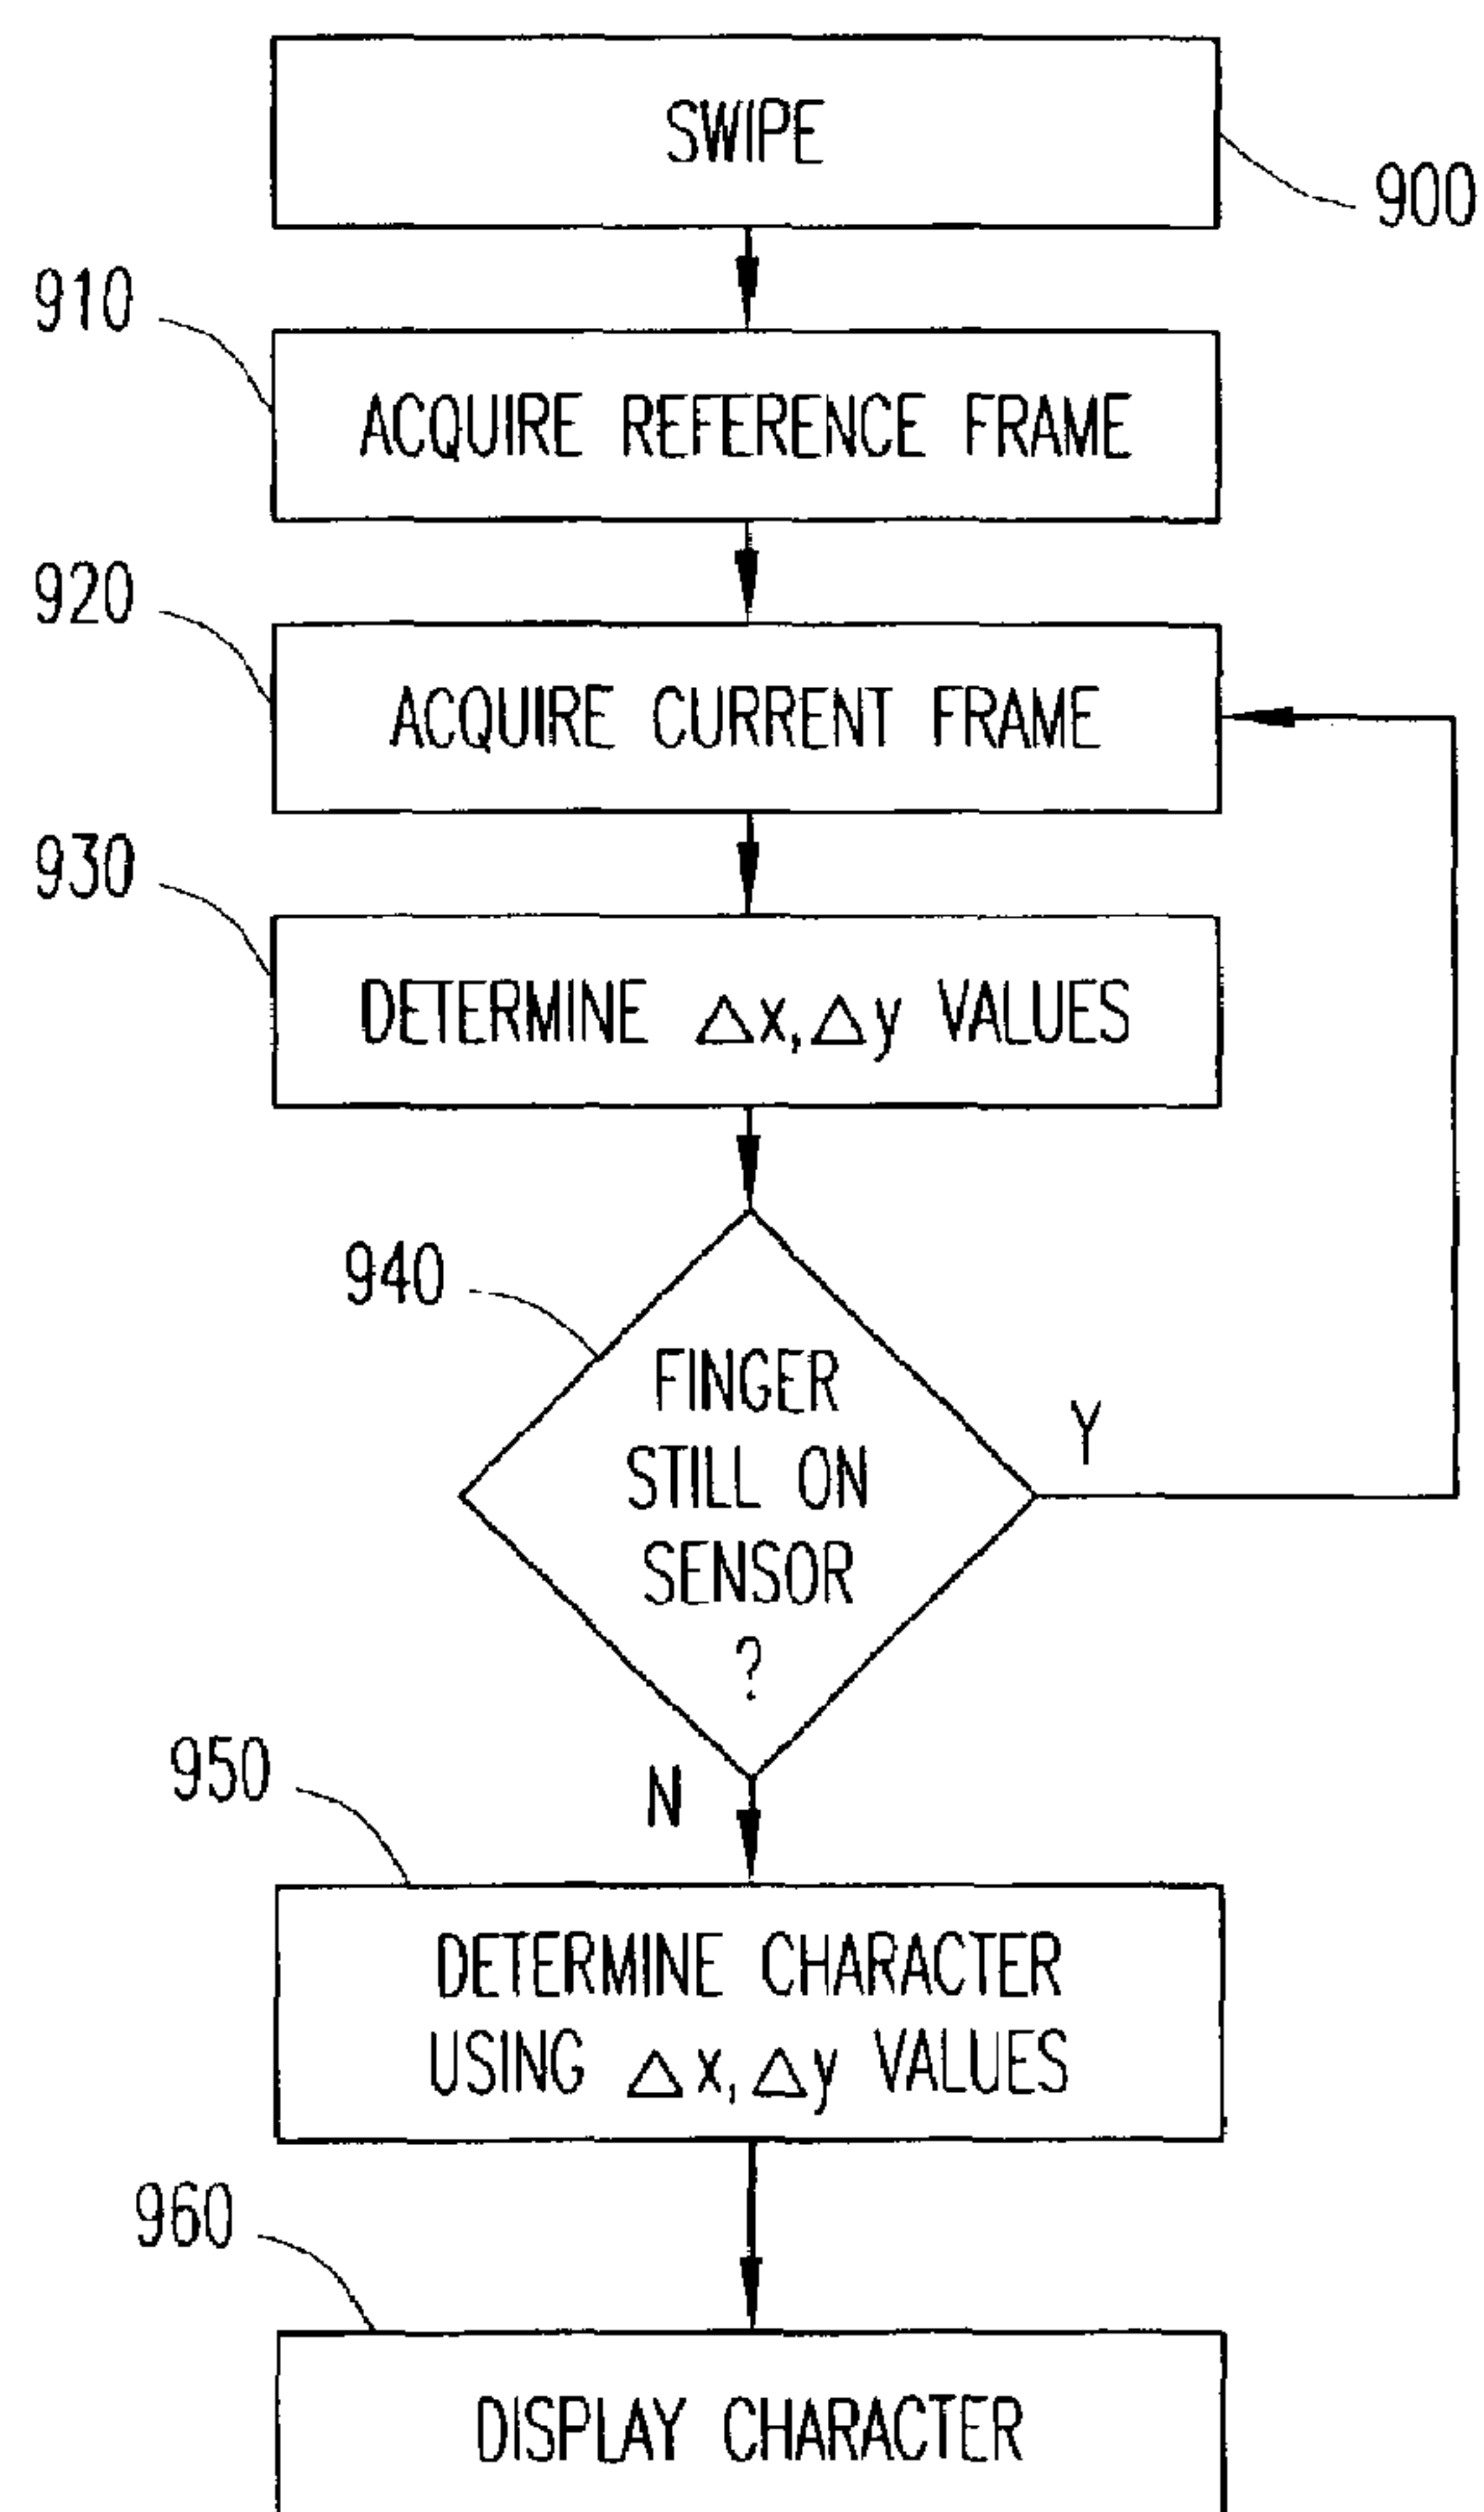 SWIPE
900
910
ACQUIRE REFERENCE FRAME
920
ACQUIRE CURRENT FRAME
930
DETERMINE △x,△y VALUES
940
FINGER
STILL ON
SENSOR
?
Y
N
950
DETERMINE CHARACTER
USING △x,△y VALUES
960
DISPLAY CHARACTER